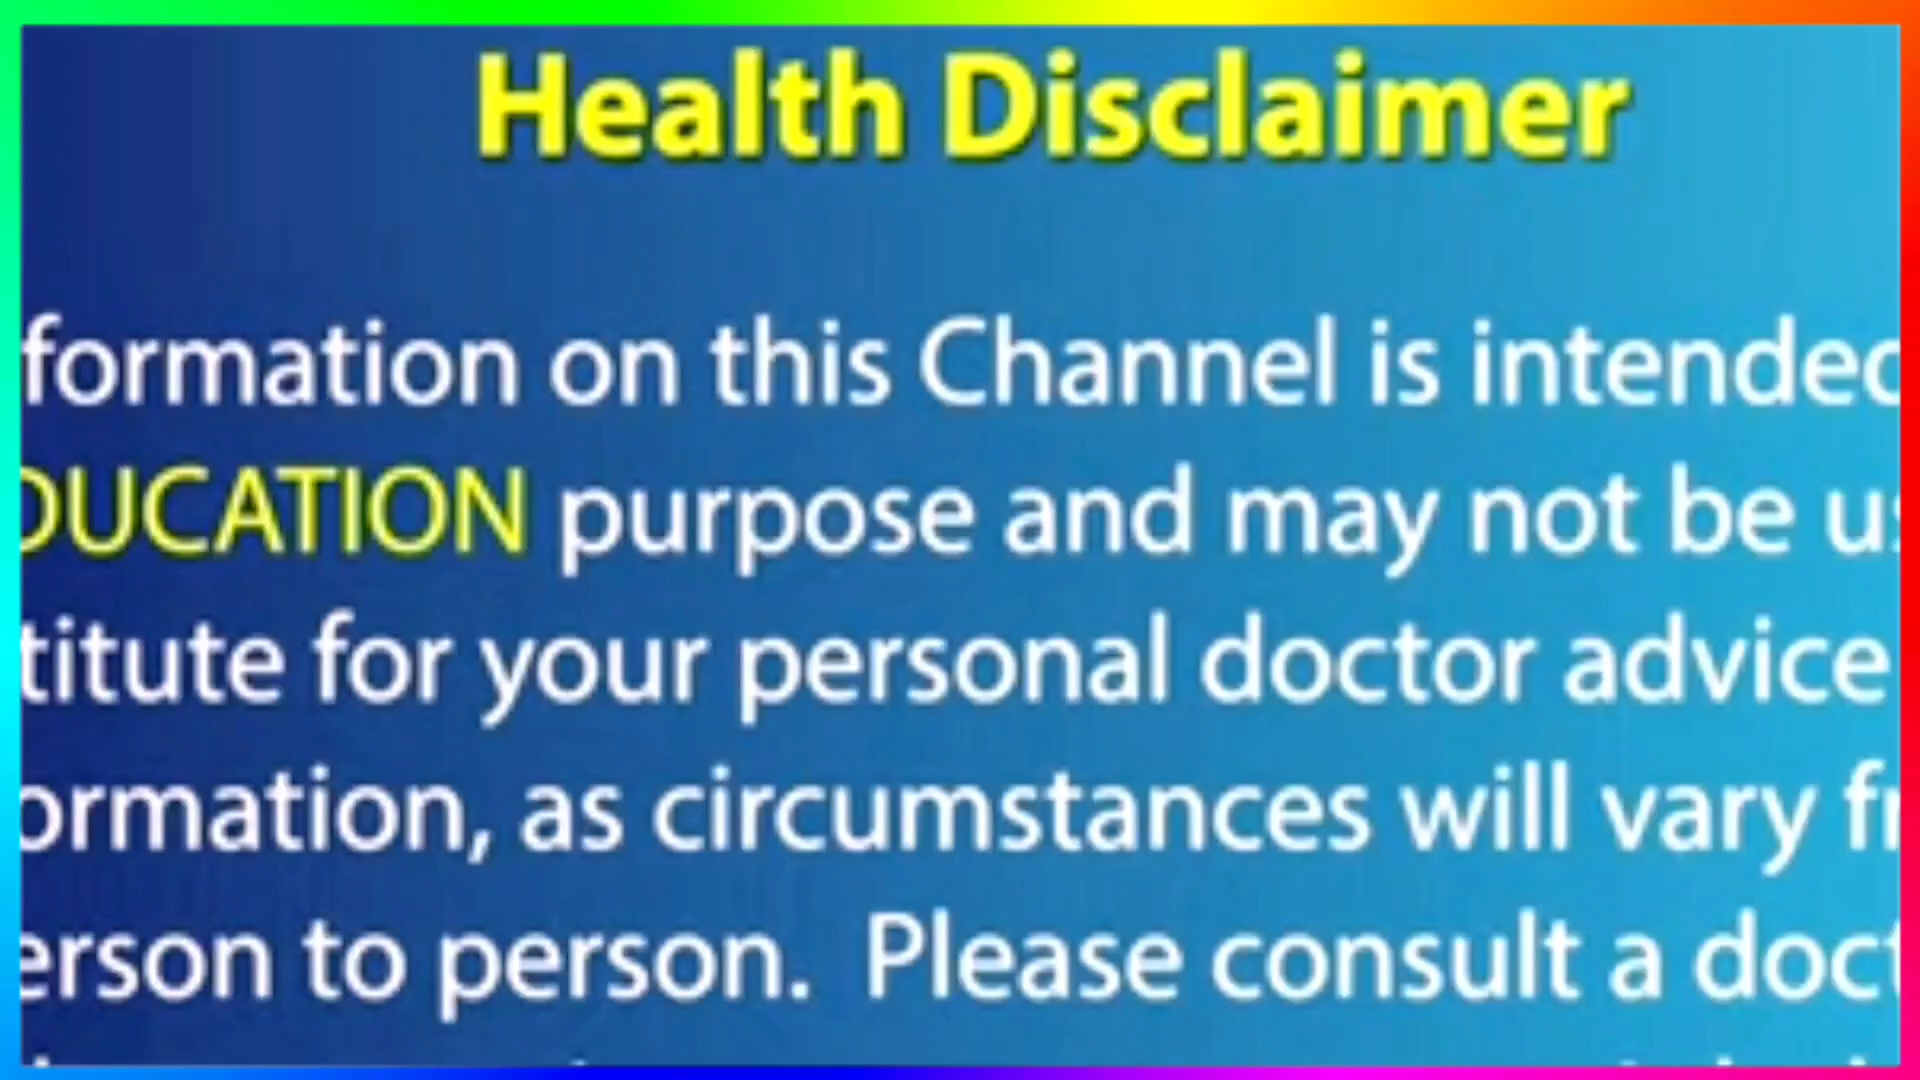 Health Disclaimer
formation on this Channel is intended
DUCATION purpose and may not be us
titute for your personal doctor advice
ormation, as circumstances will vary fr
erson to person. Please consult a doct